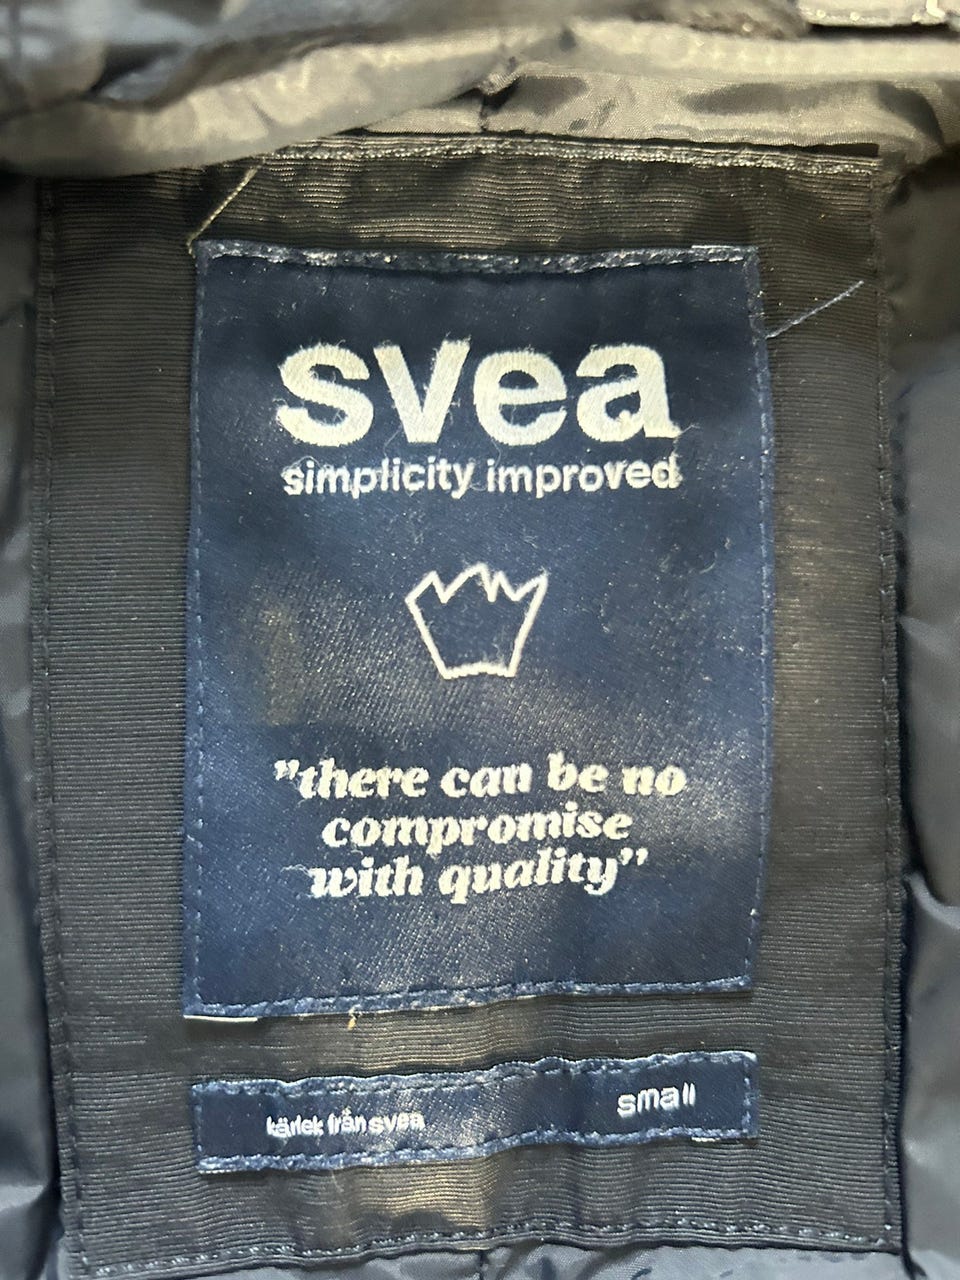 svea
simplicity improved
"there can be no
compromise
with quality"
kärlek från svea
small